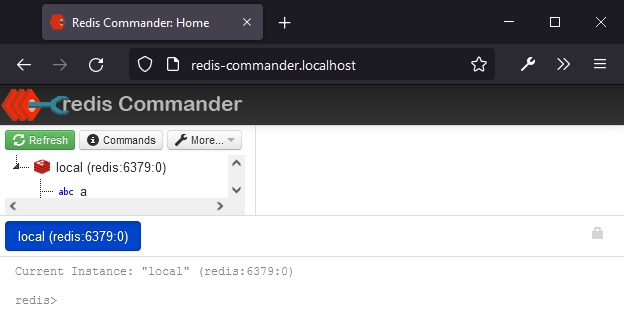 Redis Commander: Home
redis-commander.localhost
redis Commander
Refresh Commands More...
local (redis:6379:0)
abc a
local (redis:6379:0)
Current Instance: "local" (redis:6379:0)
redis>